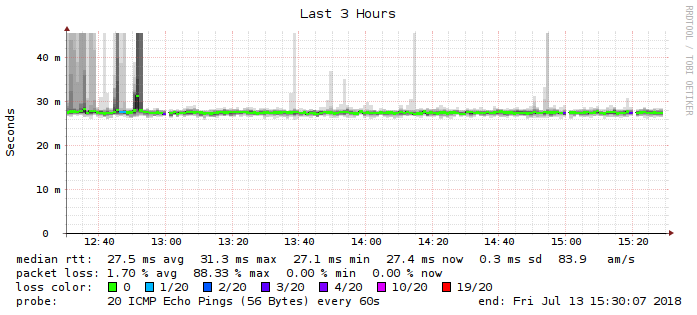 Last 3 Hours
RRDTOOL / TOBI OETIKER
Seconds
40 m
30 m
20 m
10 m
0
12:40 13:00 13:20 13:40 14:00 14:20 14:40 15:00 15:20
median rtt: 27.5 ms avg 31.3 ms max 27.1 ms min 27.4 ms now 0.3 ms sd 83.9 am/s
packet loss: 1.70 % avg 88.33 % max 0.00 % min 0.00 % now
loss color: 0 1/20 2/20 3/20 4/20 10/20 19/20
probe: 20 ICMP Echo Pings (56 Bytes) every 60s end: Fri Jul 13 15:30:07 2018